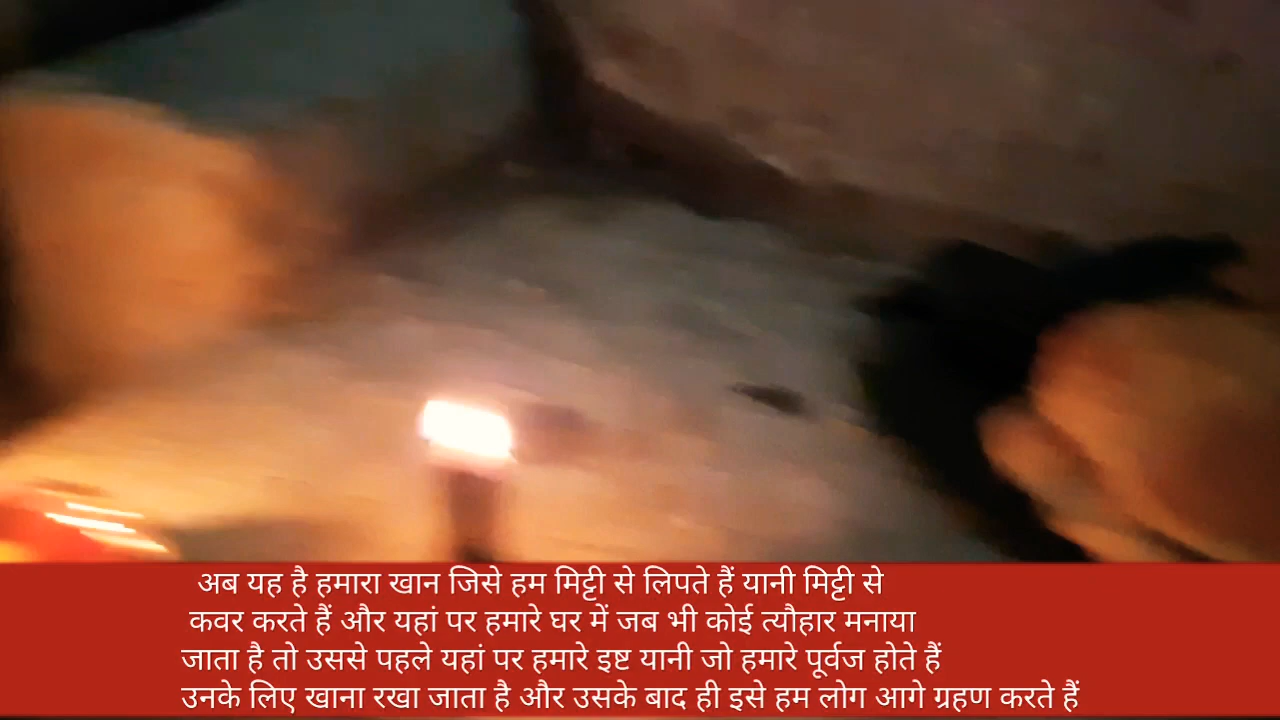 अब यह है हमारा खान जिसे हम मिट्टी से लिपते हैं यानी मिट्टी से
कवर करते हैं और यहां पर हमारे घर में जब भी कोई त्यौहार मनाया
जाता है तो उससे पहले यहां पर हमारे इष्ट यानी जो हमारे पूर्वज होते हैं
उनके लिए खाना रखा जाता है और उसके बाद ही इसे हम लोग आगे ग्रहण करते हैं